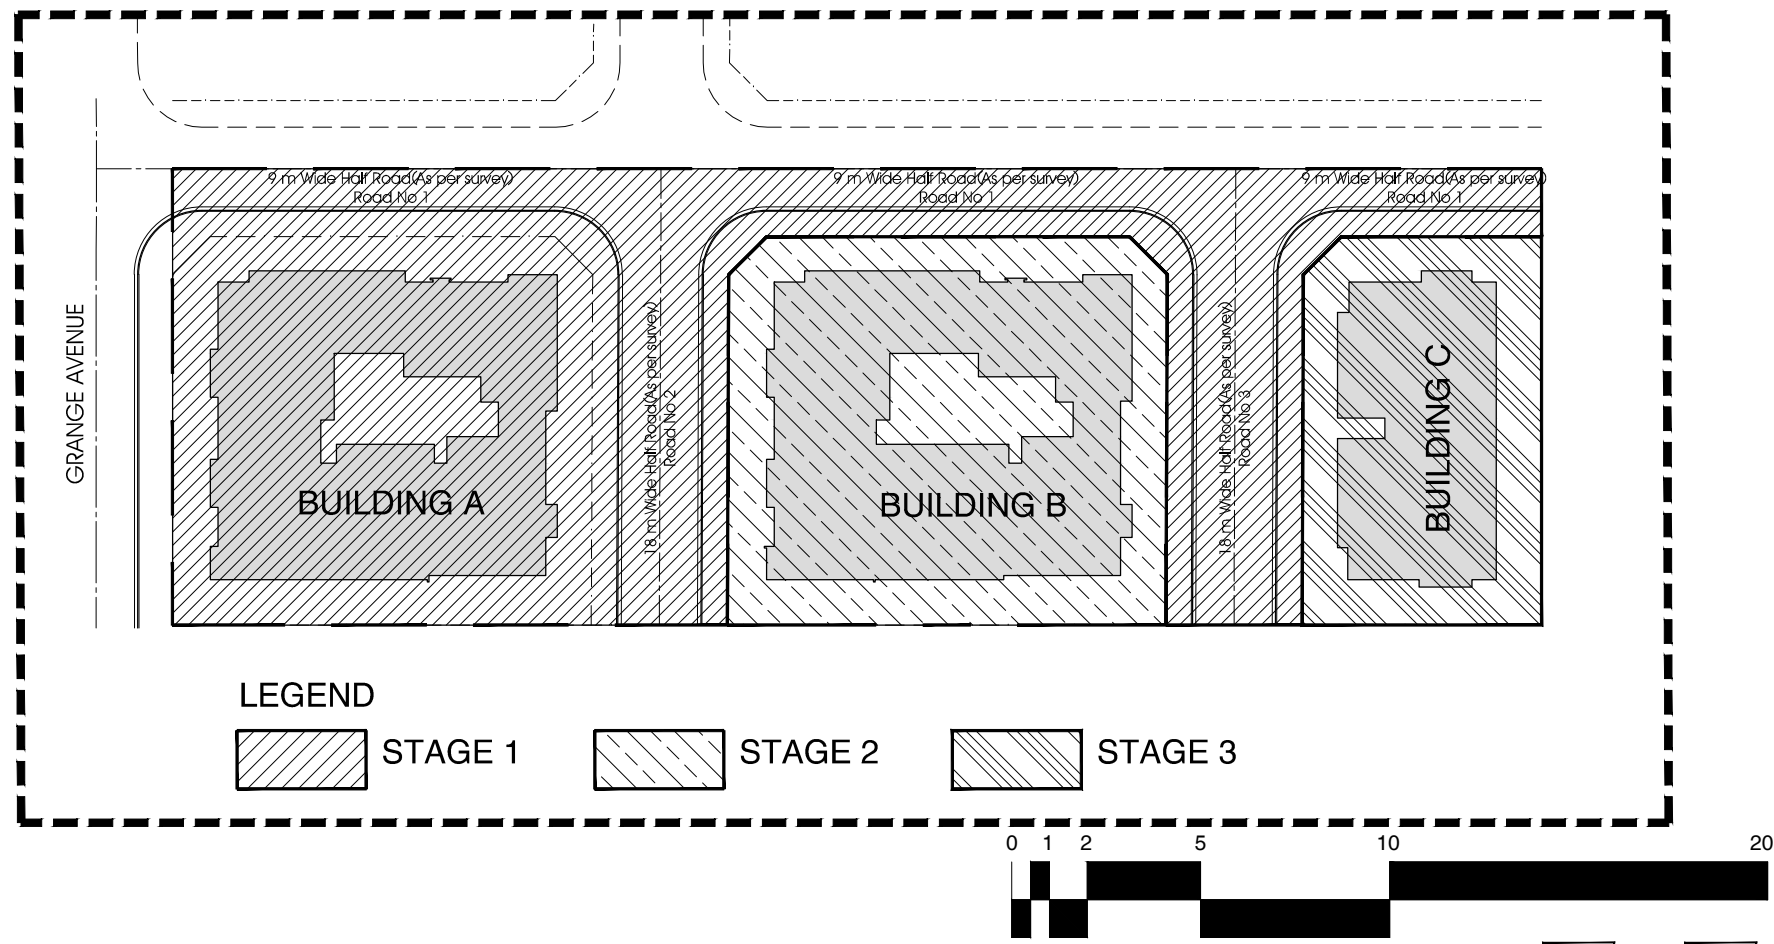 9 m Wide Half Road(As per survey)
Road No 1
9 m Wide Half Road(As per survey)
Road No 1
9 m Wide Half Road(As per survey)
Road No 1
GRANGE AVENUE
BUILDING A
18 m Wide Half Road(As per survey)
Road No 2
BUILDING B
18 m Wide Half Road(As per survey)
Road No 3
BUILDING C
LEGEND
STAGE 1
STAGE 2
STAGE 3
0 1 2 5 10 20